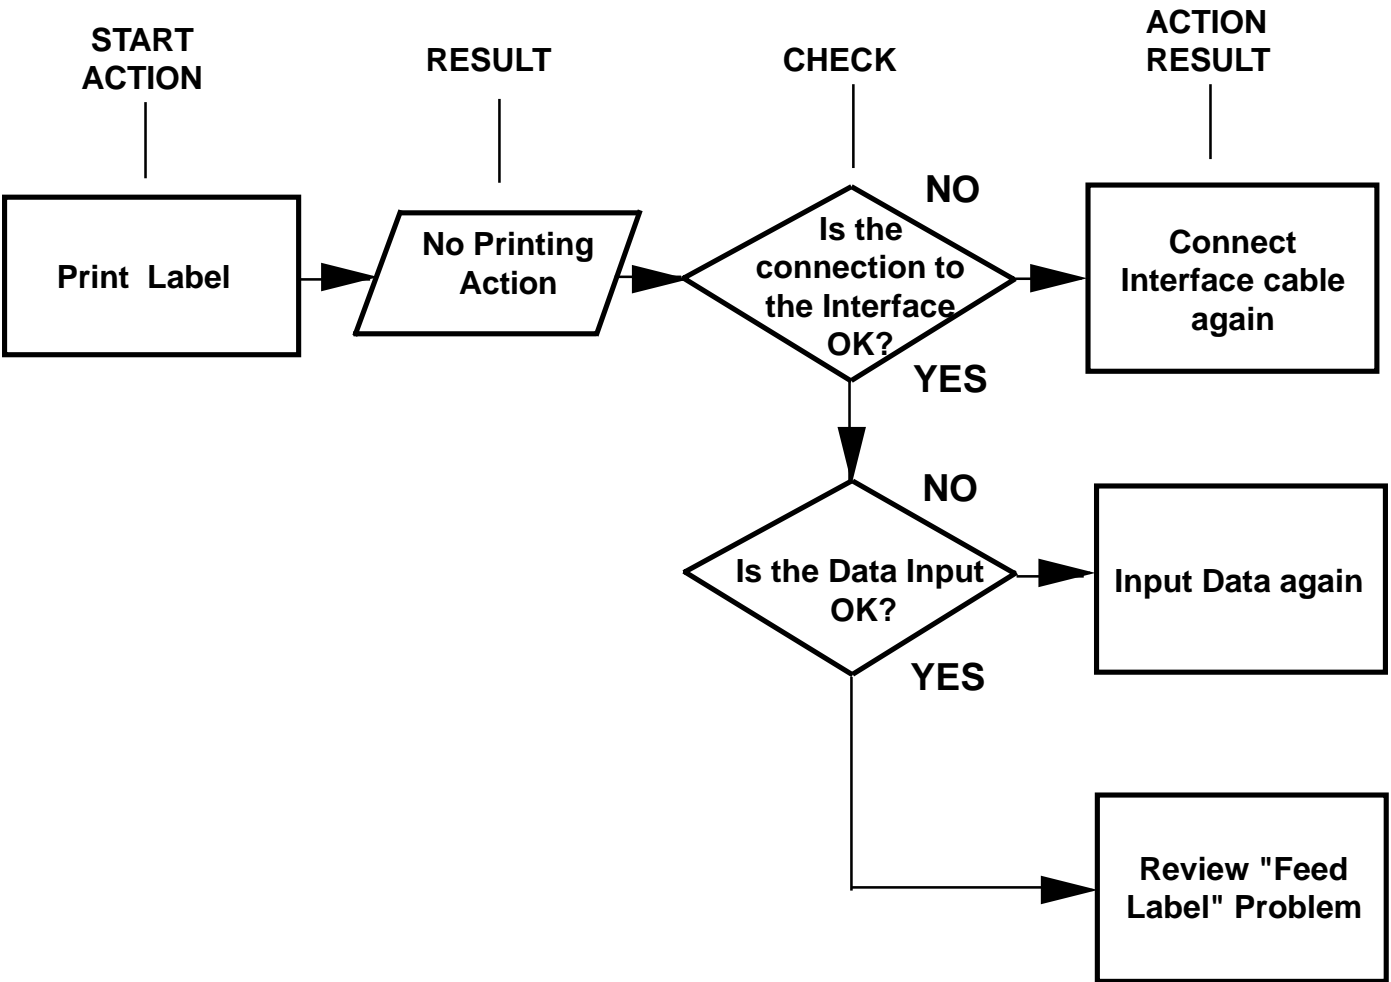 START
ACTION
RESULT
CHECK
ACTION
RESULT
Print  Label
No Printing
Action
Is the
connection to
the Interface
OK?
NO
YES
Connect
Interface cable
again
Is the Data Input
OK?
NO
YES
Input Data again
Review "Feed
Label" Problem